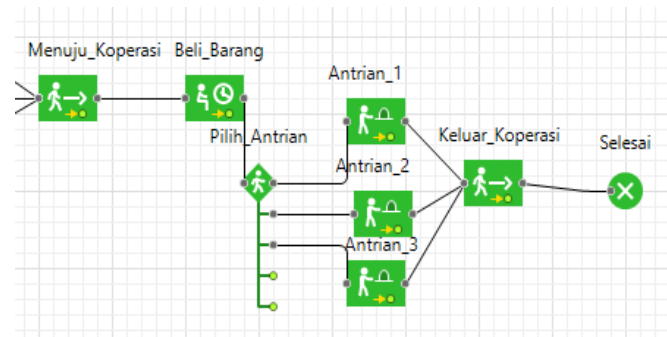 Menuju_Koperasi
Beli_Barang
Antrian_1
Pilih_Antrian
Keluar_Koperasi
Selesai
Antrian_2
Antrian_3